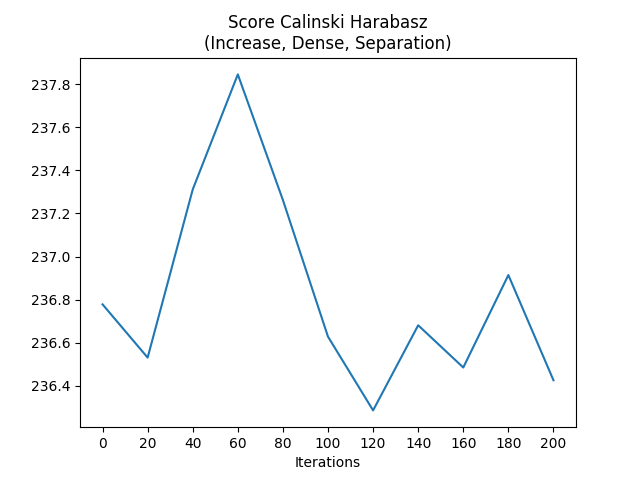 Score Calinski Harabasz
(Increase, Dense, Separation)
237.8
237.6
237.4
237.2
237.0
236.8
236.6
236.4
0 20 40 60 80 100 120 140 160 180 200
Iterations